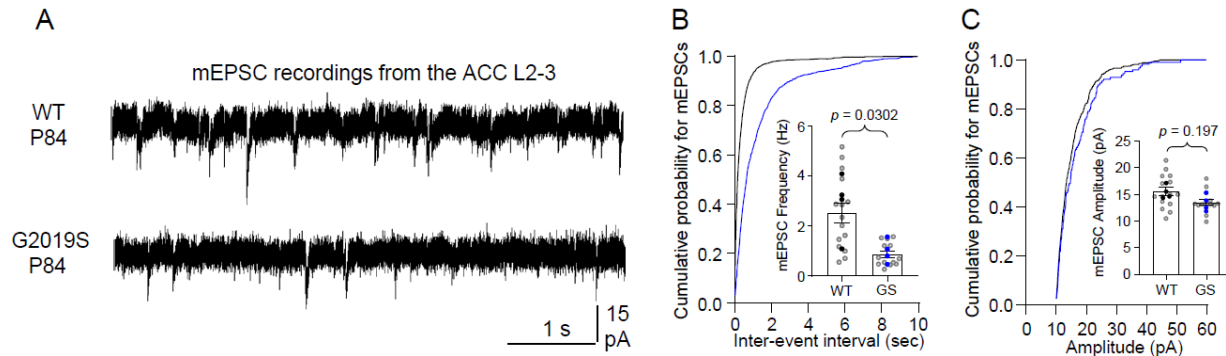 A
mEPSC recordings from the ACC L2-3
WT
P84
G2019S
P84
1 s
15
pA
B
Cumulative probability for mEPSCs
1.0
0.8
0.6
0.4
0.2
0.0
0
2
4
6
8
10
Inter-event interval (sec)
mEPSC Frequency (Hz)
6
4
2
0
p = 0.0302
WT
GS
C
Cumulative probability for mEPSCs
1.0
0.8
0.6
0.4
0.2
0.0
0
10
20
30
40
50
60
Amplitude (pA)
mEPSC Amplitude (pA)
25
20
15
10
5
0
p = 0.197
WT
GS